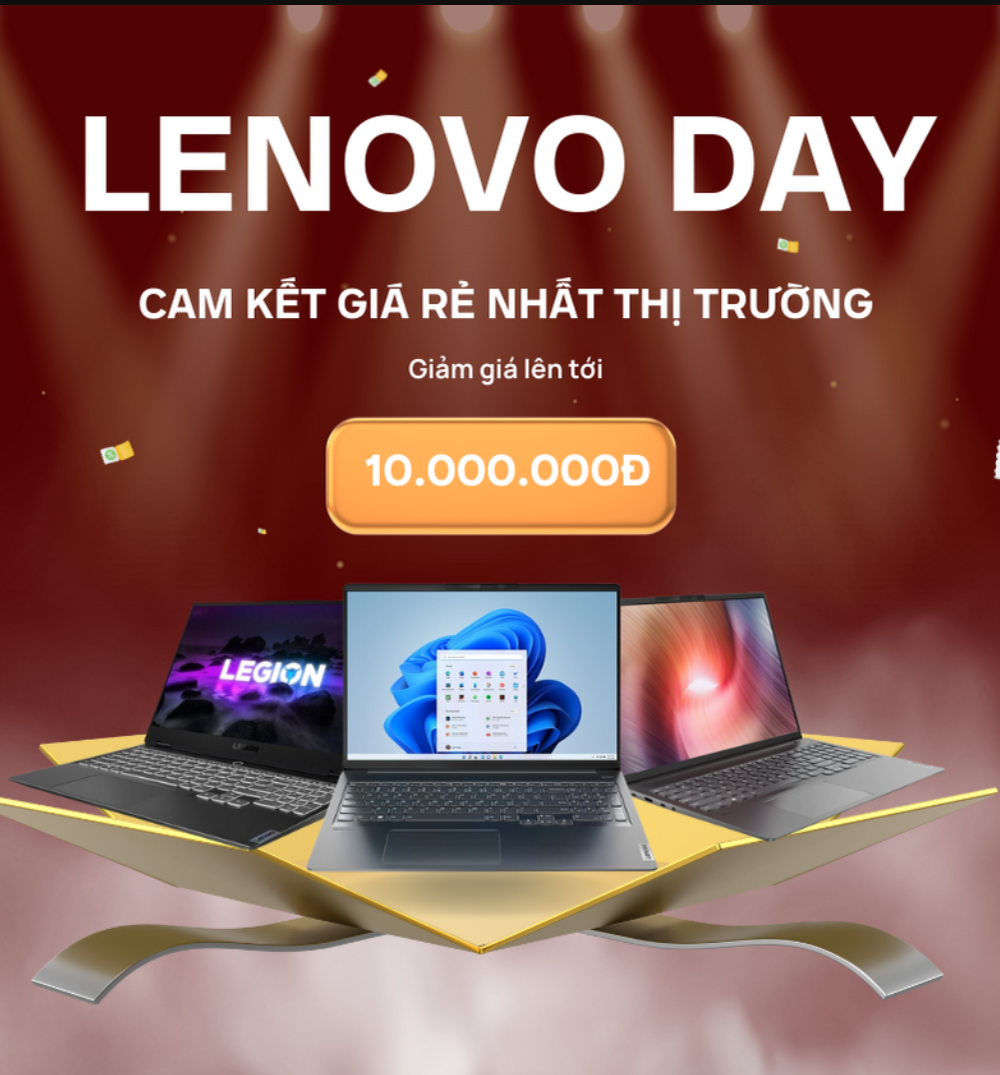 LENOVO DAY
CAM KẾT GIÁ RẺ NHẤT THỊ TRƯỜNG
Giảm giá lên tới
10.000.000Đ
LEGION